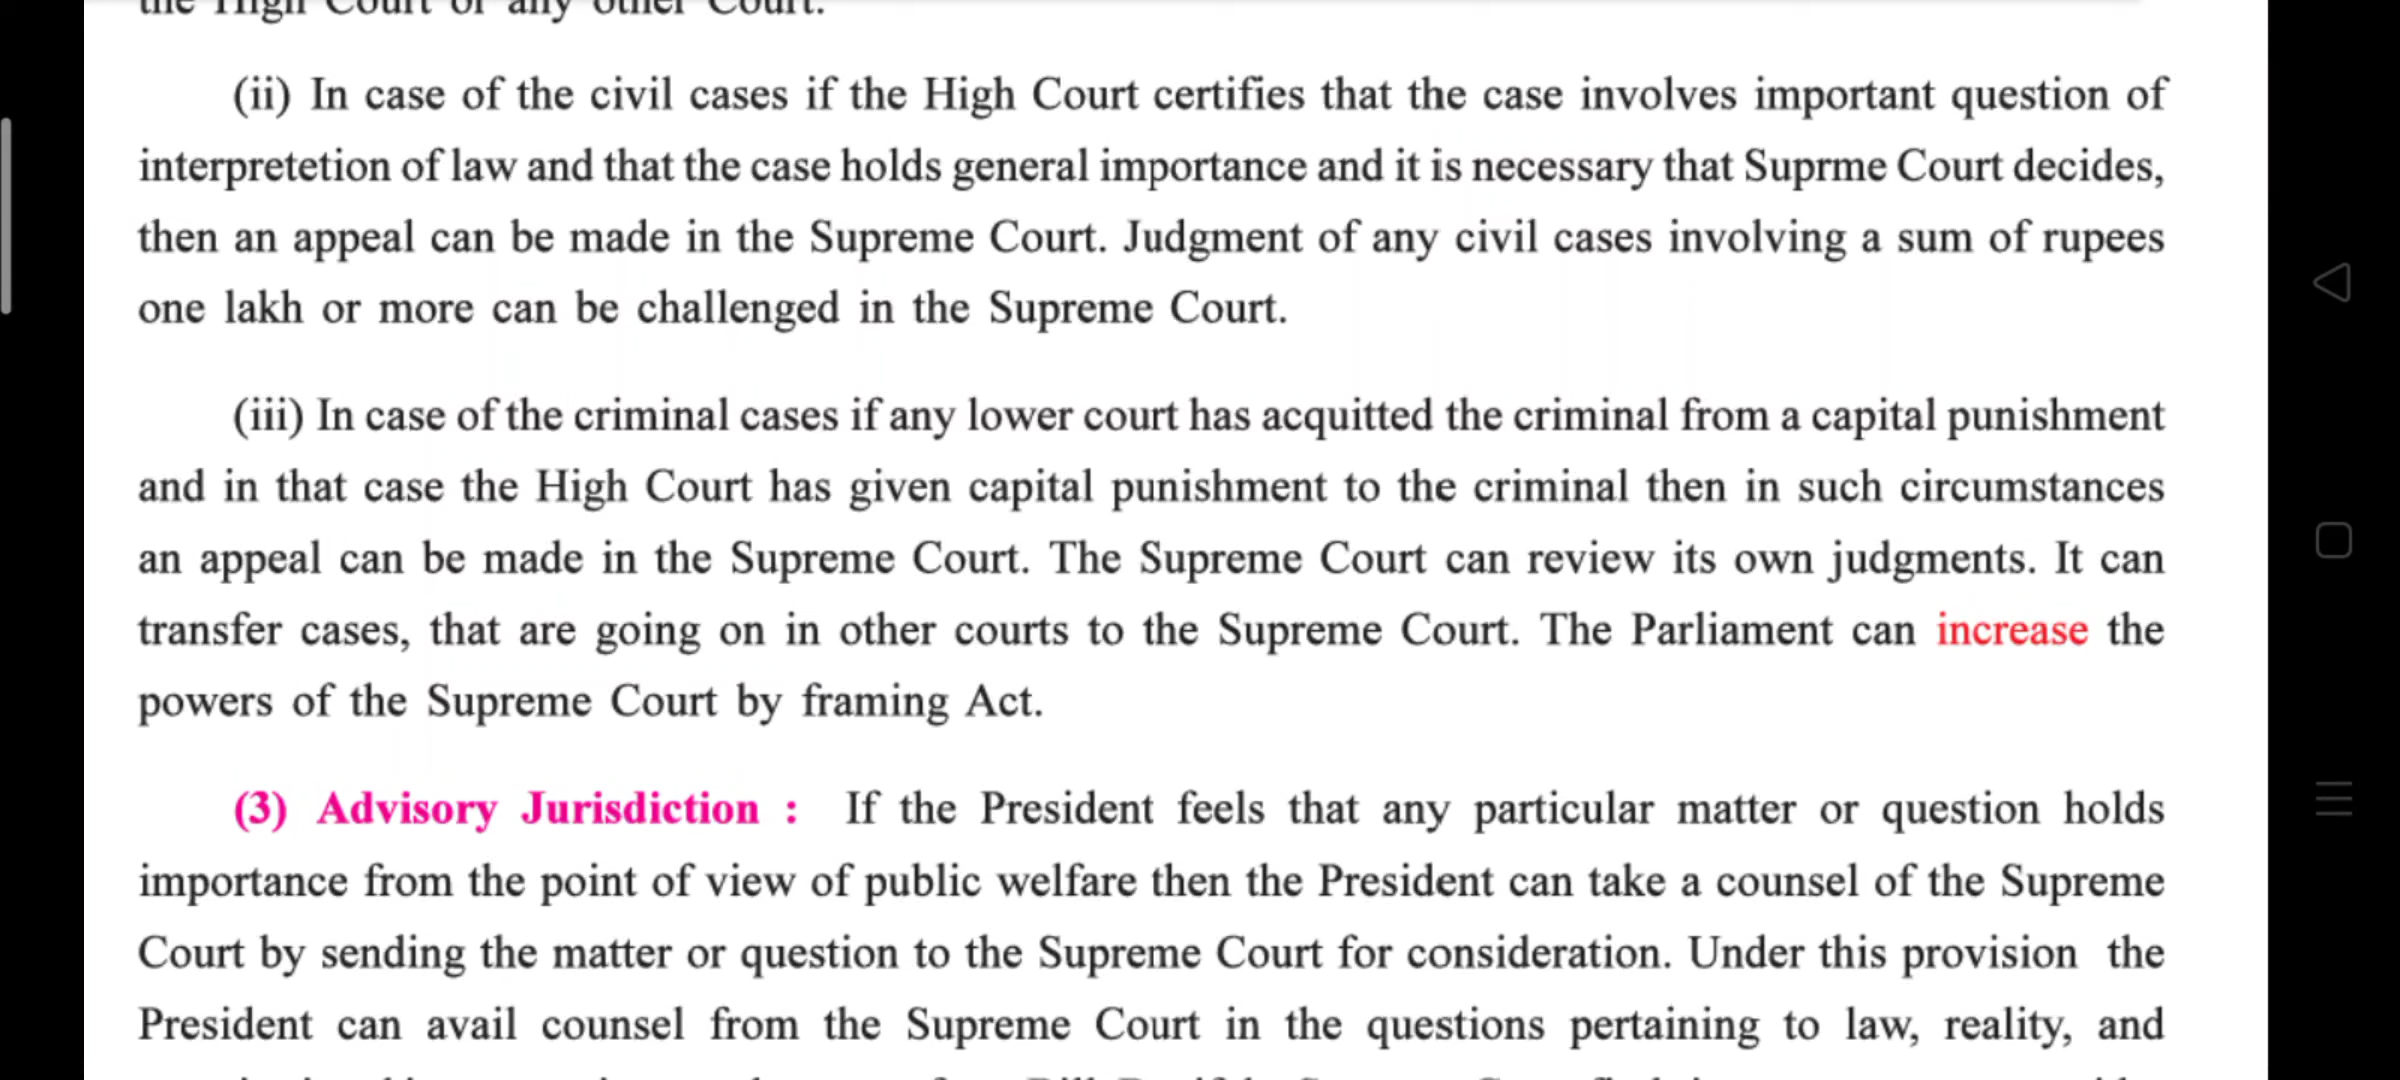 the High Court or any other Court.
(ii) In case of the civil cases if the High Court certifies that the case involves important question of
interpretetion of law and that the case holds general importance and it is necessary that Suprme Court decides,
then an appeal can be made in the Supreme Court. Judgment of any civil cases involving a sum of rupees
one lakh or more can be challenged in the Supreme Court.
(iii) In case of the criminal cases if any lower court has acquitted the criminal from a capital punishment
and in that case the High Court has given capital punishment to the criminal then in such circumstances
an appeal can be made in the Supreme Court. The Supreme Court can review its own judgments. It can
transfer cases, that are going on in other courts to the Supreme Court. The Parliament can increase the
powers of the Supreme Court by framing Act.
(3) Advisory Jurisdiction : If the President feels that any particular matter or question holds
importance from the point of view of public welfare then the President can take a counsel of the Supreme
Court by sending the matter or question to the Supreme Court for consideration. Under this provision the
President can avail counsel from the Supreme Court in the questions pertaining to law, reality, and